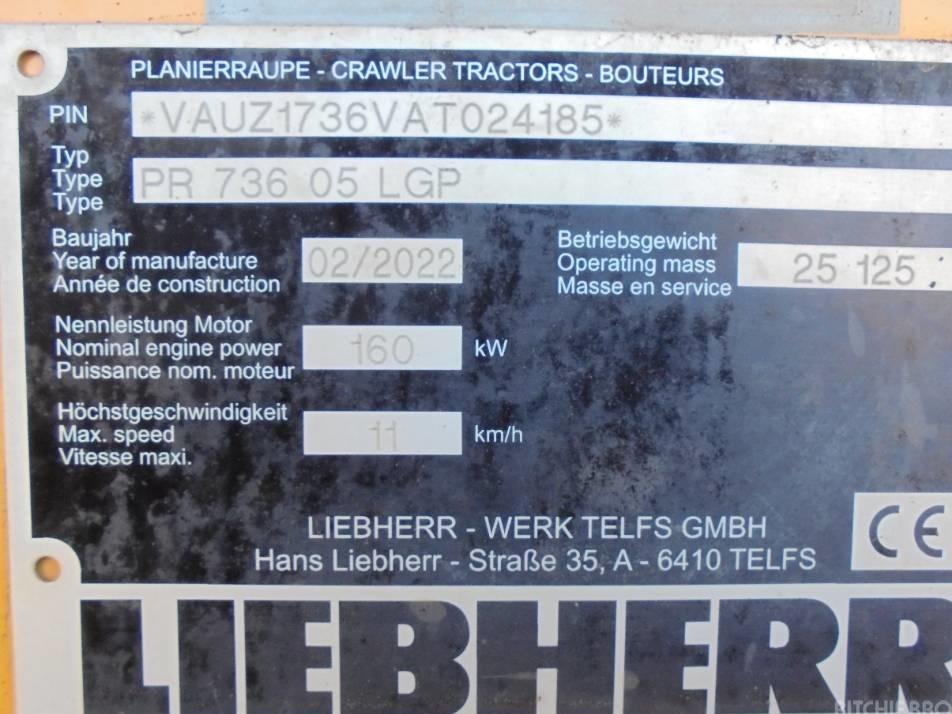 PLANIERRAUPE - CRAWLER TRACTORS - BOUTEURS
PIN *VAUZ1736VAT024185*
Typ
Type PR 736 05 LGP
Type
Baujahr
Year of manufacture 02/2022
Année de construction
Betriebsgewicht
Operating mass 25 125
Masse en service
Nennleistung Motor
Nominal engine power 160 kW
Puissance nom. moteur
Höchstgeschwindigkeit
Max. speed 11 km/h
Vitesse maxi.
LIEBHERR - WERK TELFS GMBH
Hans Liebherr - Straße 35, A - 6410 TELFS
CE
LIEBHERR